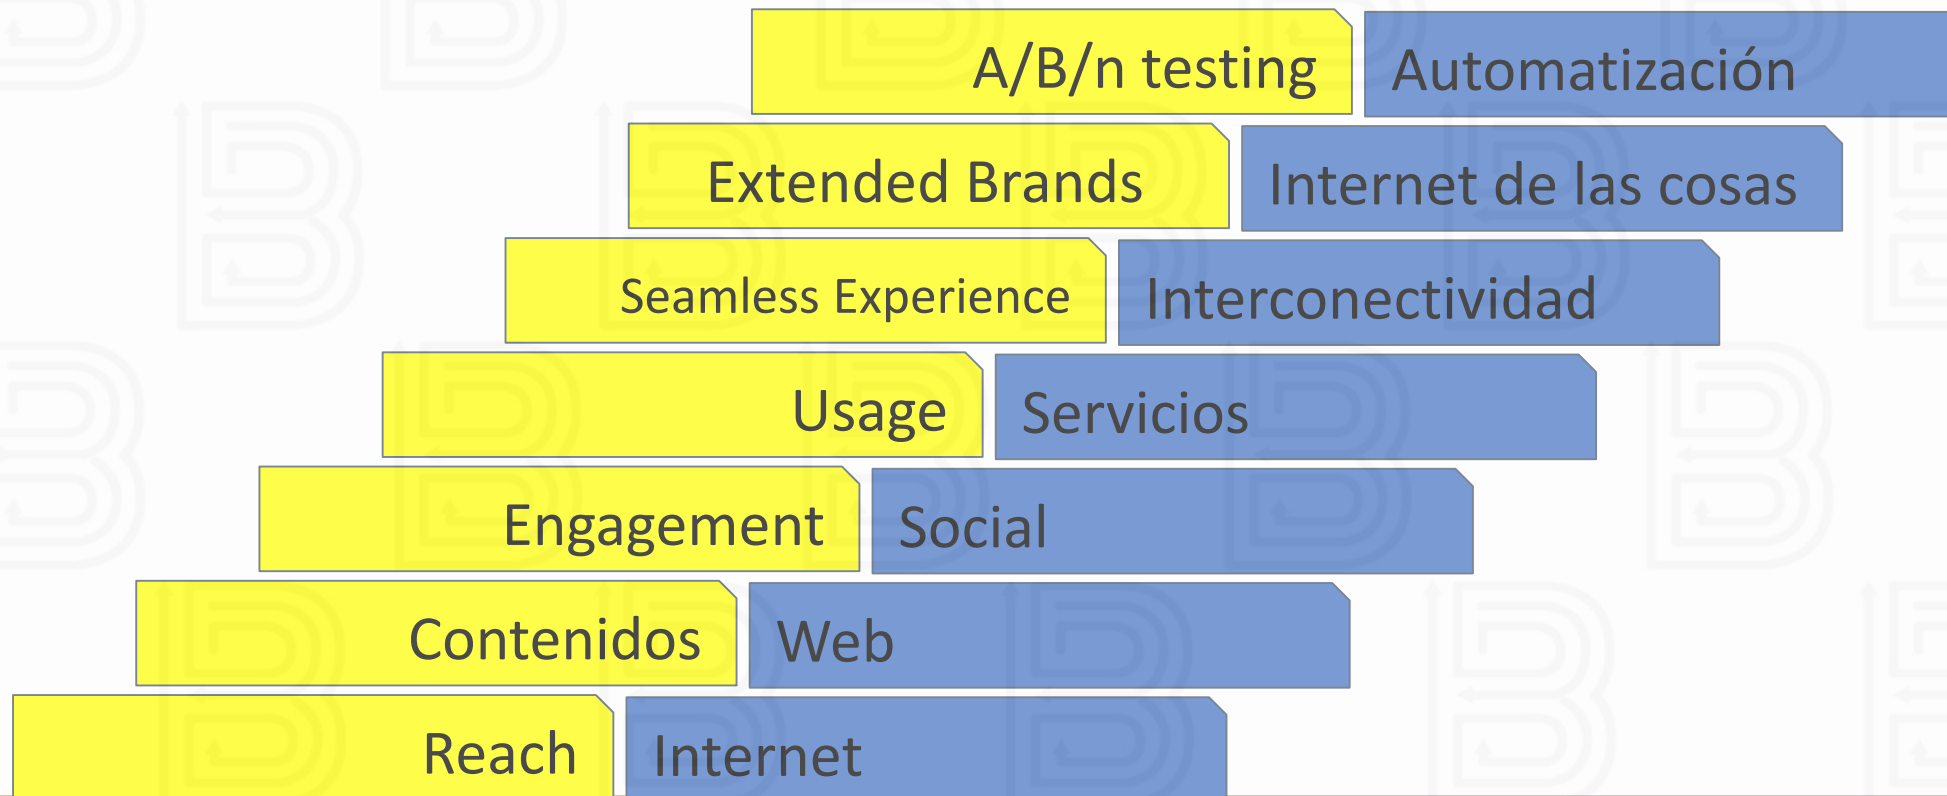 A/B/n testing
Automatización
Extended Brands
Internet de las cosas
Seamless Experience
Interconectividad
Usage
Servicios
Engagement
Social
Contenidos
Web
Reach
Internet